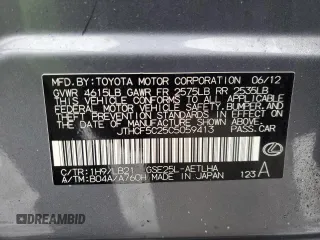 MFD.BY:TOYOTA MOTOR CORPORATION 06/12
GVWR 4615LB GAWR FR 2575LB RR 2535LB
THIS VEHICLE CONFORMS TO ALL APPLICABLE
FEDERAL MOTOR VEHICLE SAFETY, BUMPER, AND
THEFT PREVENTION STANDARDS IN EFFECT ON
THE DATE OF MANUFACTURE SHOWN ABOVE.
JTHCF5C25C5059413 PASS.CAR
C/TR:1H9/LB21 GSE25L-AETLHA
A/TM:B04A/A760H MADE IN JAPAN 123 A